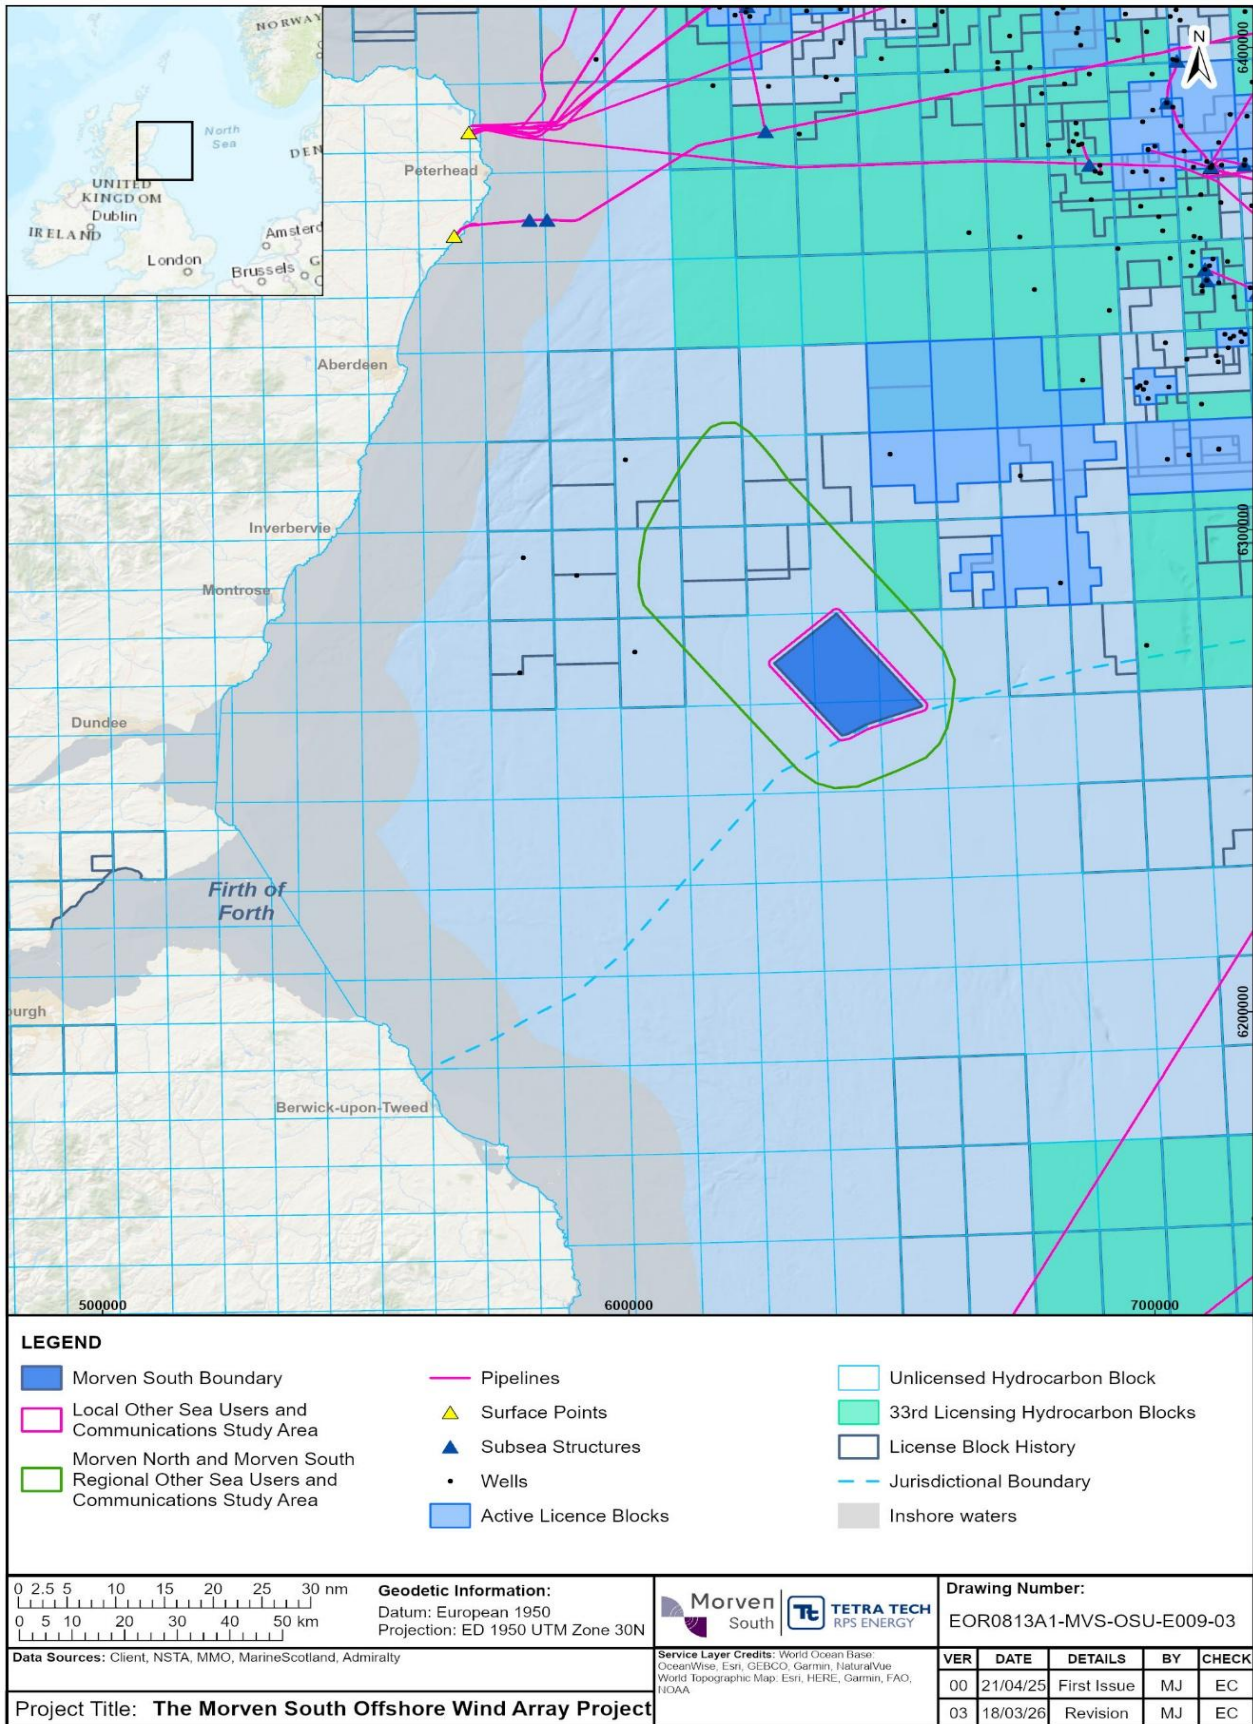 NORWAY
North
Sea
DEN
UNITED
KINGDOM
Dublin
IRELAND
Amsterd
London
Brussels
G
N
6400000
Peterhead
Aberdeen
Inverbervie
6300000
Montrose
Dundee
Firth of
Forth
burgh
6200000
Berwick-upon-Tweed
500000
600000
700000
LEGEND
Morven South Boundary
Local Other Sea Users and
Communications Study Area
Morven North and Morven South
Regional Other Sea Users and
Communications Study Area
Pipelines
Surface Points
Subsea Structures
Wells
Active Licence Blocks
Unlicensed Hydrocarbon Block
33rd Licensing Hydrocarbon Blocks
License Block History
Jurisdictional Boundary
Inshore waters
0 2.5 5 10 15 20 25 30 nm
0 5 10 20 30 40 50 km
Geodetic Information:
Datum: European 1950
Projection: ED 1950 UTM Zone 30N
Morven
South
Tt
TETRA TECH
RPS ENERGY
Drawing Number:
EOR0813A1-MVS-OSU-E009-03
Data Sources: Client, NSTA, MMO, MarineScotland, Admiralty
Service Layer Credits: World Ocean Base:
OceanWise, Esri, GEBCO, Garmin, NaturalVue
World Topographic Map: Esri, HERE, Garmin, FAO,
NOAA
VER DATE DETAILS BY CHECK
00 21/04/25 First Issue MJ EC
03 18/03/26 Revision MJ EC
Project Title: The Morven South Offshore Wind Array Project